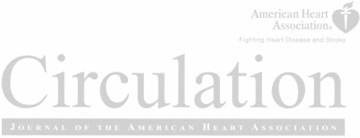 American Heart
Association®
Fighting Heart Disease and Stroke
Circulation
JOURNAL OF THE AMERICAN HEART ASSOCIATION